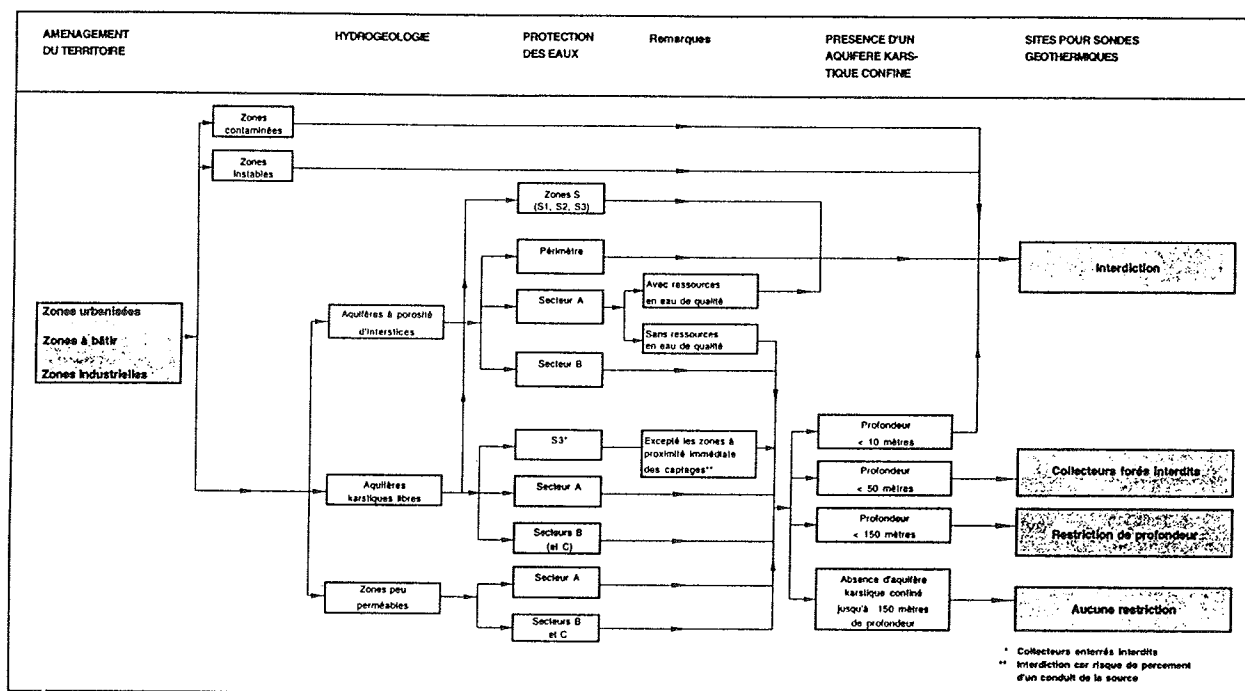 AMENAGEMENT
DU TERRITOIRE
HYDROGEOLOGIE
PROTECTION
DES EAUX
Remarques
PRESENCE D'UN
AQUIFERE KARS-
TIQUE CONFINE
SITES POUR SONDES
GEOTHERMIQUES
Zones
contaminées
Zones
Instables
Zones S
(S1, S2, S3)
Périmètre
Interdiction
Avec ressources
en eau de qualité
Secteur A
Zones urbanisées
Zones à bâtir
Zones Industrielles
Aquifères à porosité
d'Interstices
Sans ressources
en eau de qualité
Secteur B
Profondeur
< 10 mètres
S3*
Excepté les zones à
proximité immédiate
des captages**
Aquifères
karstiques libres
Secteur A
Profondeur
< 50 mètres
Collecteurs forés interdits
Secteurs B
(et C)
Profondeur
< 150 mètres
Restriction de profondeur
Zones peu
perméables
Secteur A
Secteurs B
et C
Absence d'aquifère
karstique confiné
jusqu'à 150 mètres
de profondeur
Aucune restriction
* Collecteurs enterrés interdits
** Interdiction car risque de percement
d'un conduit de la source